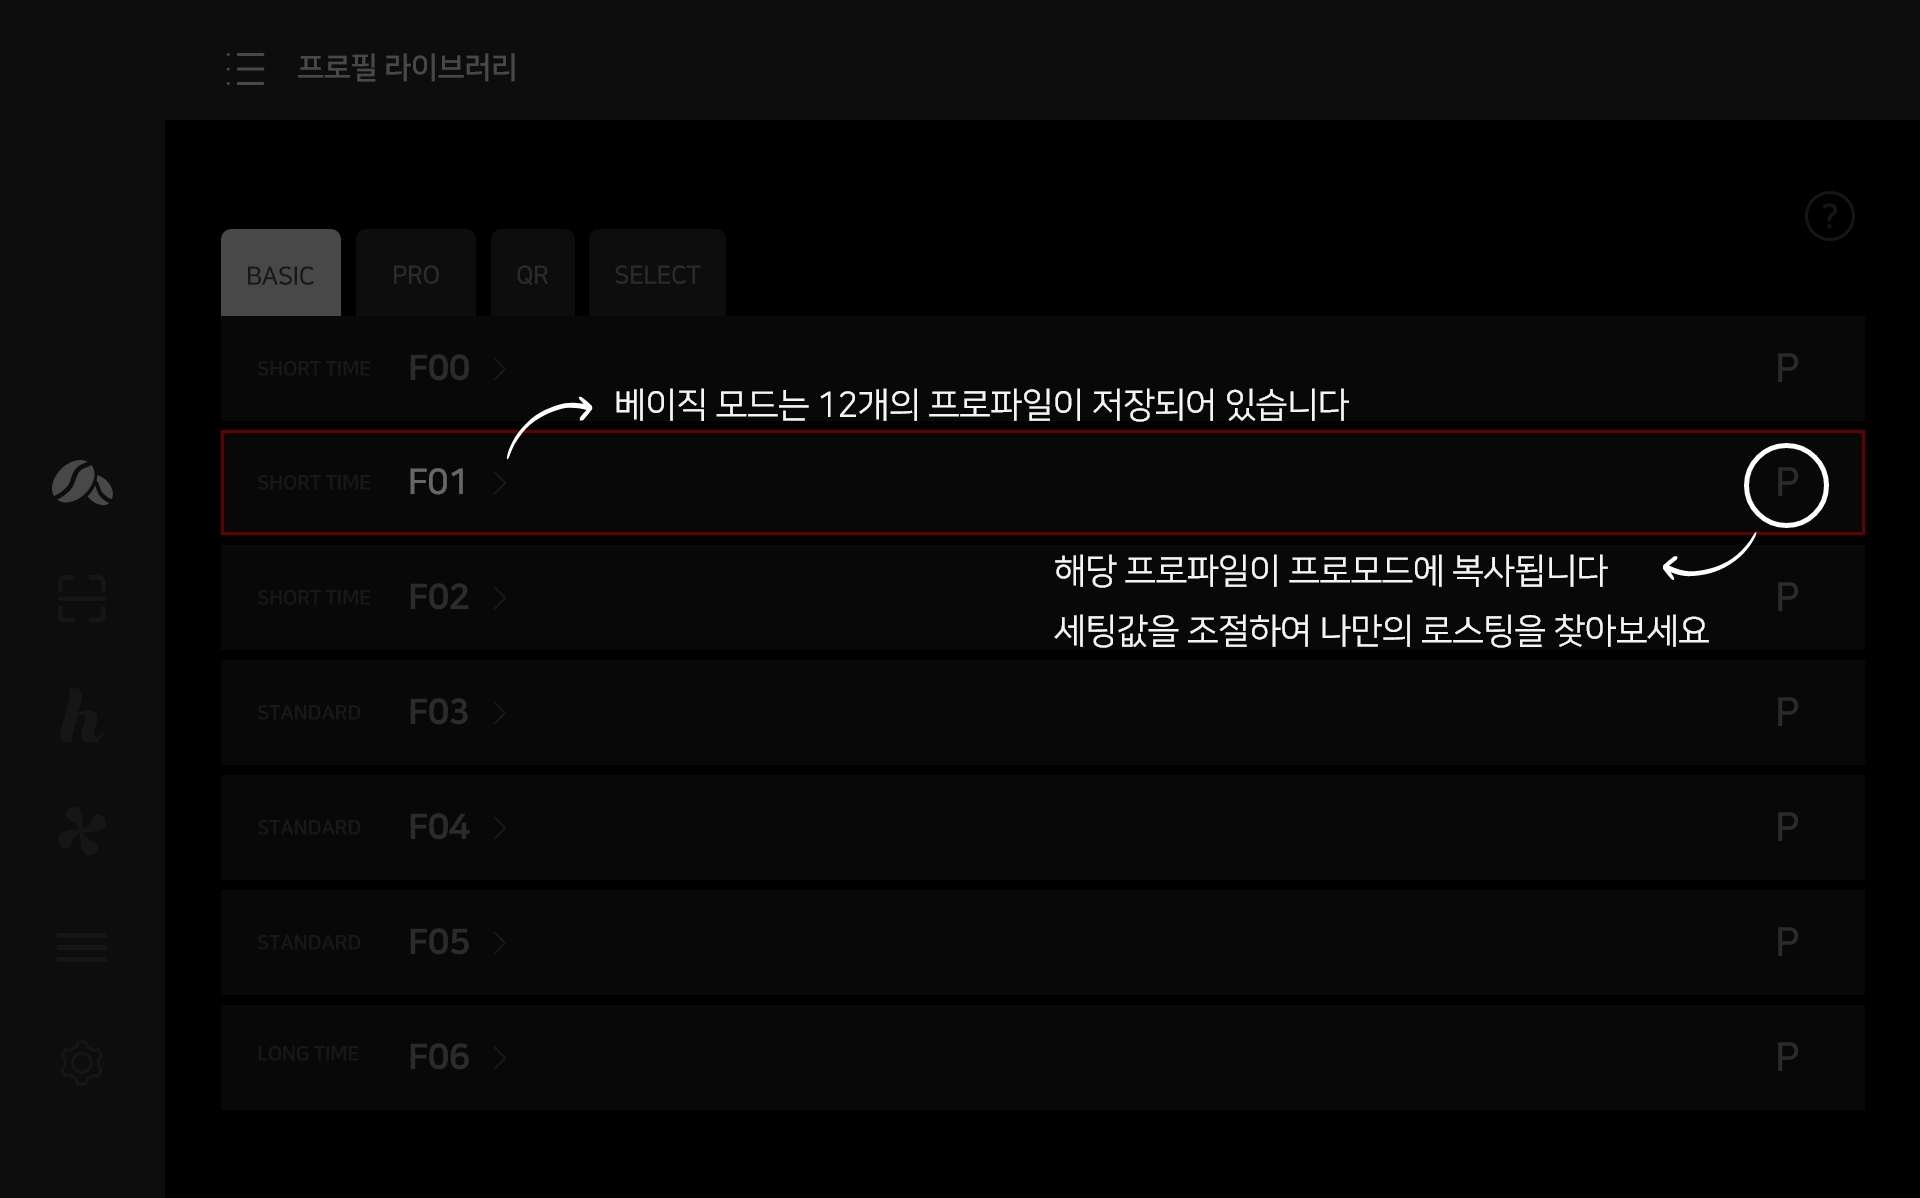 프로필 라이브러리
?
BASIC PRO QR SELECT
SHORT TIME F00 > P
베이직 모드는 12개의 프로파일이 저장되어 있습니다
SHORT TIME F01 > P
해당 프로파일이 프로모드에 복사됩니다
SHORT TIME F02 > P
세팅값을 조절하여 나만의 로스팅을 찾아보세요
STANDARD F03 > P
h
STANDARD F04 > P
STANDARD F05 > P
LONG TIME F06 > P